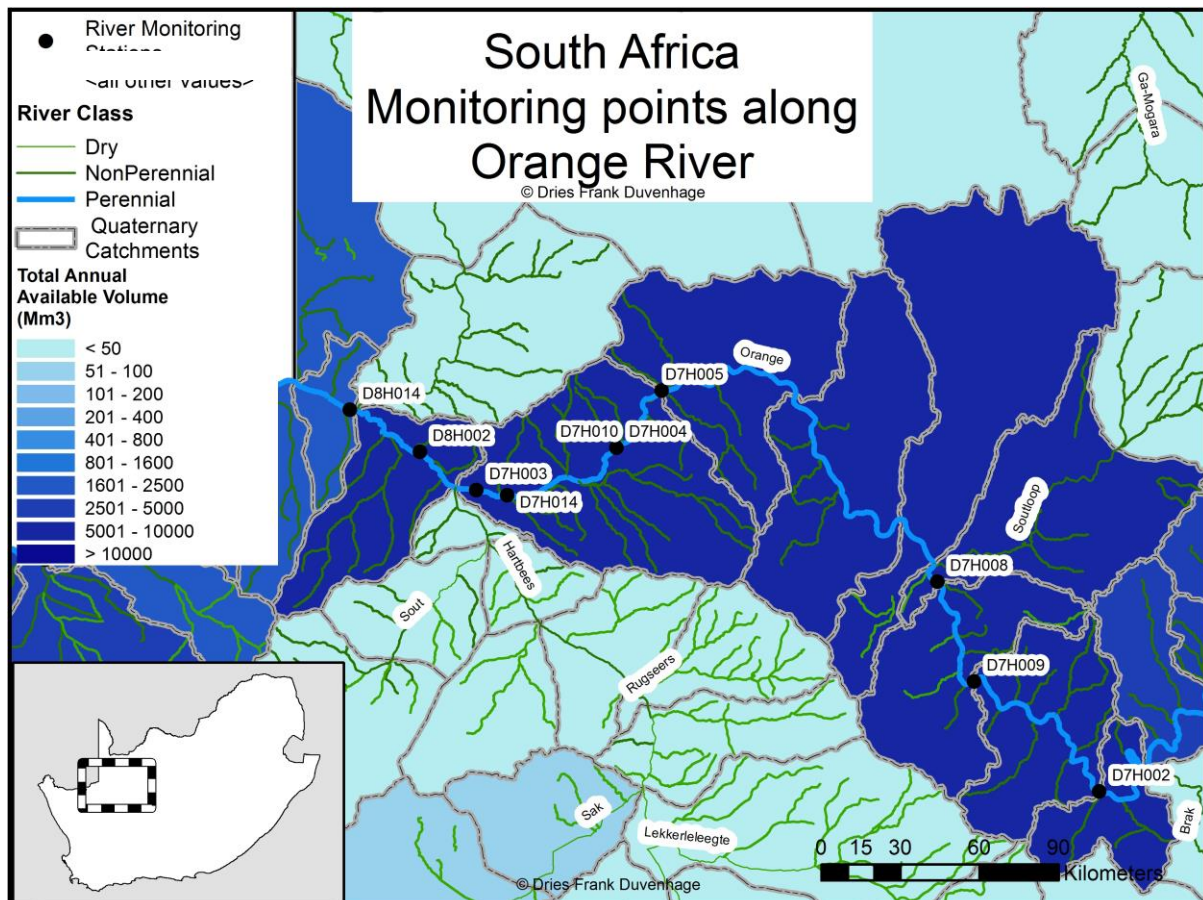 South Africa
Monitoring points along
Orange River
© Dries Frank Duvenhage
River Monitoring
<all other values>
River Class
Dry
NonPerennial
Perennial
Quaternary
Catchments
Total Annual
Available Volume
(Mm3)
< 50
51 - 100
101 - 200
201 - 400
401 - 800
801 - 1600
1601 - 2500
2501 - 5000
5001 - 10000
> 10000
Ga-Mogara
Orange
D7H005
D8H014
D8H002
D7H010
D7H004
D7H003
D7H014
Soutloop
Hartbees
D7H008
Sout
Rugseers
D7H009
D7H002
Sak
Brak
Lekkerleleegte
0 15 30 60 90
Kilometers
© Dries Frank Duvenhage